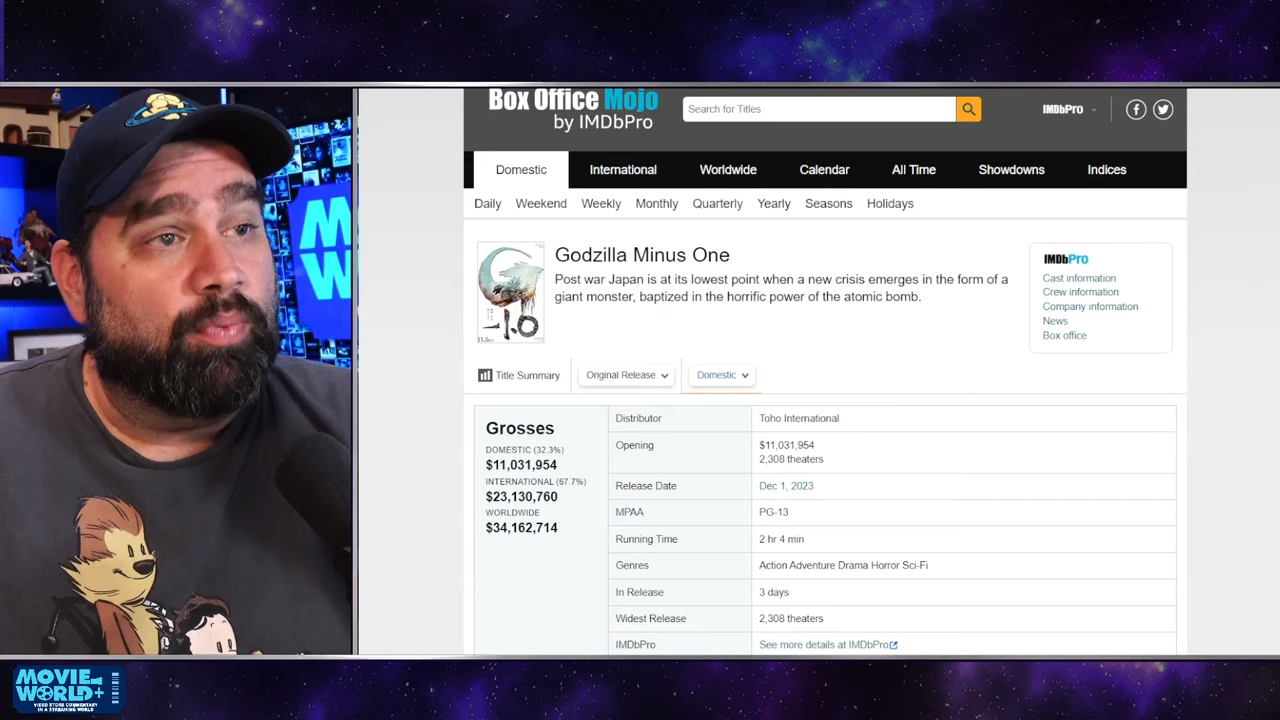 Box Office Mojo
by IMDbPro
Search for Titles
IMDbPro
Domestic
International
Worldwide
Calendar
All Time
Showdowns
Indices
Daily
Weekend
Weekly
Monthly
Quarterly
Yearly
Seasons
Holidays
Godzilla Minus One
Post war Japan is at its lowest point when a new crisis emerges in the form of a
giant monster, baptized in the horrific power of the atomic bomb.
IMDbPro
Cast information
Crew information
Company information
News
Box office
Title Summary
Original Release
Domestic
Grosses
DOMESTIC (32.3%)
$11,031,954
INTERNATIONAL (67.7%)
$23,130,760
WORLDWIDE
$34,162,714
Distributor
Toho International
Opening
$11,031,954
2,308 theaters
Release Date
Dec 1, 2023
MPAA
PG-13
Running Time
2 hr 4 min
Genres
Action Adventure Drama Horror Sci-Fi
In Release
3 days
Widest Release
2,308 theaters
IMDbPro
See more details at IMDbPro
M
W
MOVIE
WORLD+
VIDEO STORE COMMENTARY
IN A STREAMING WORLD